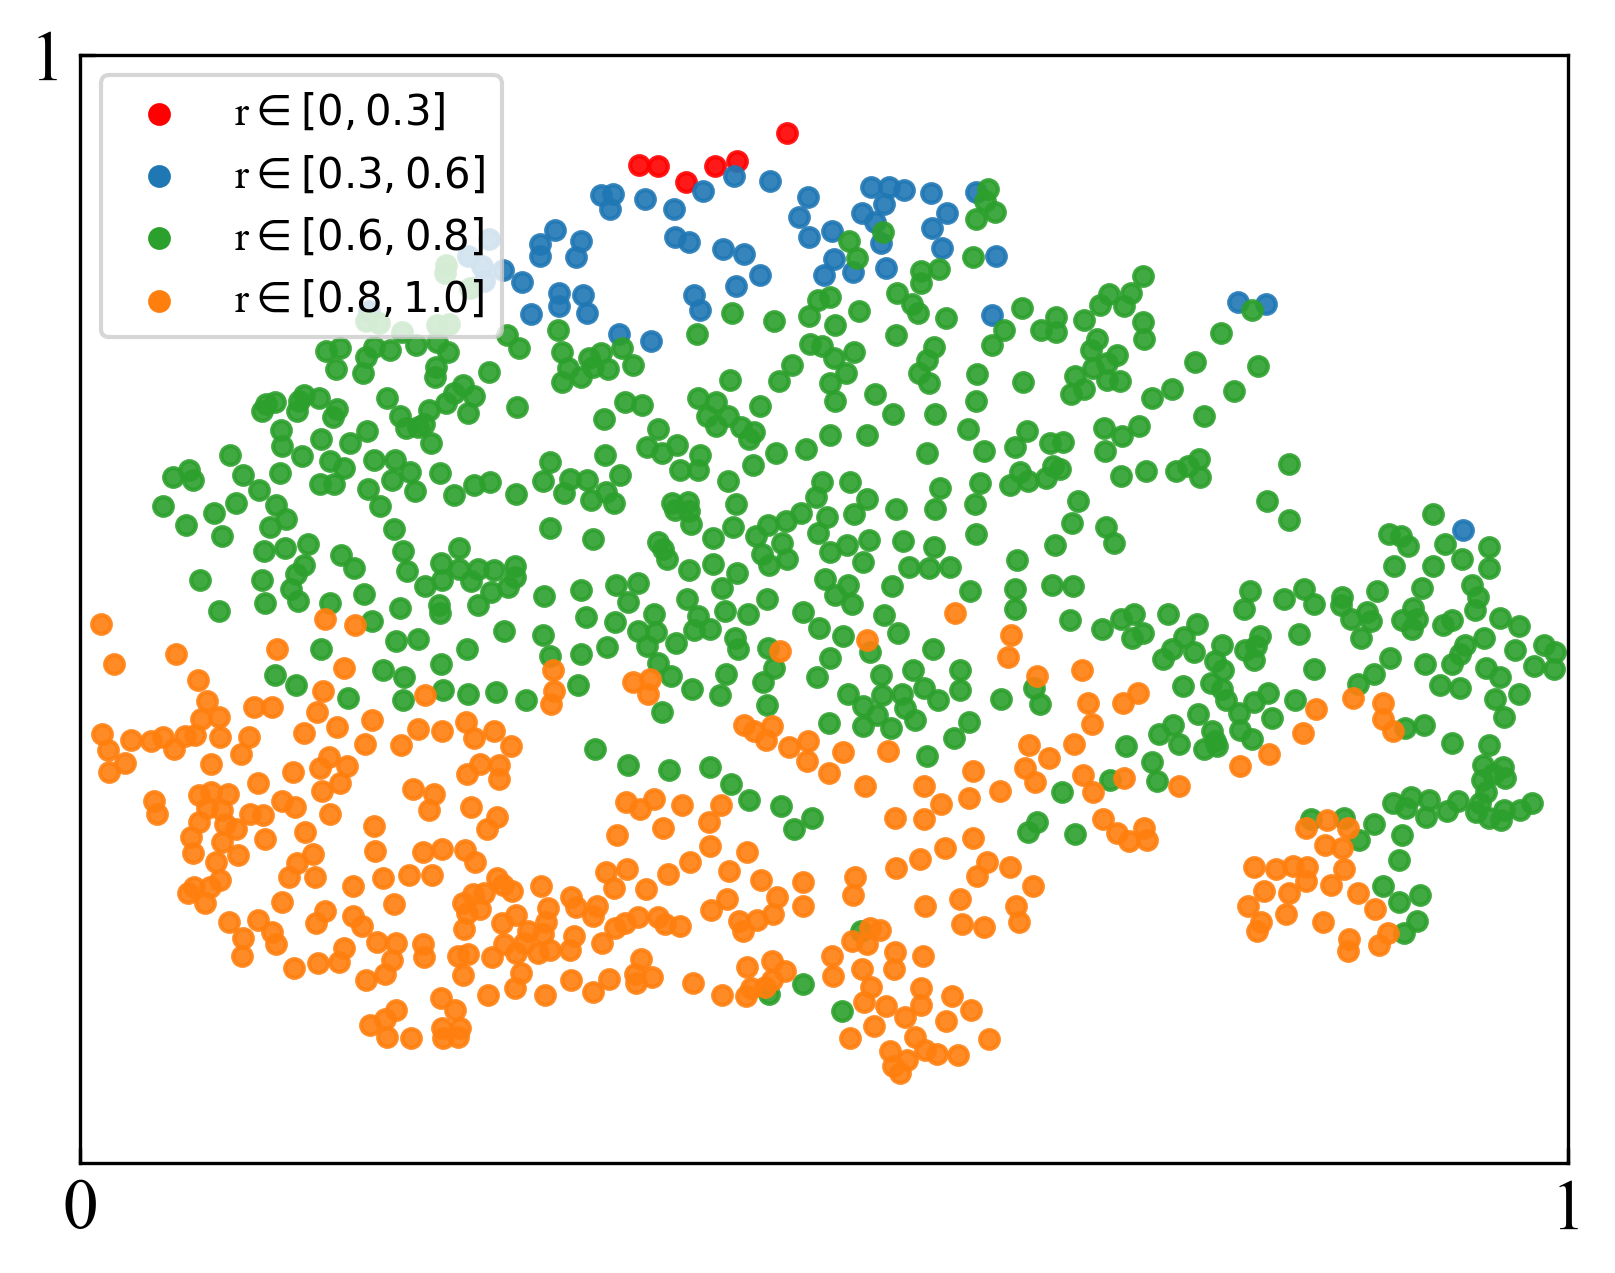 1
r ∈ [0, 0.3]
r ∈ [0.3, 0.6]
r ∈ [0.6, 0.8]
r ∈ [0.8, 1.0]
0 1